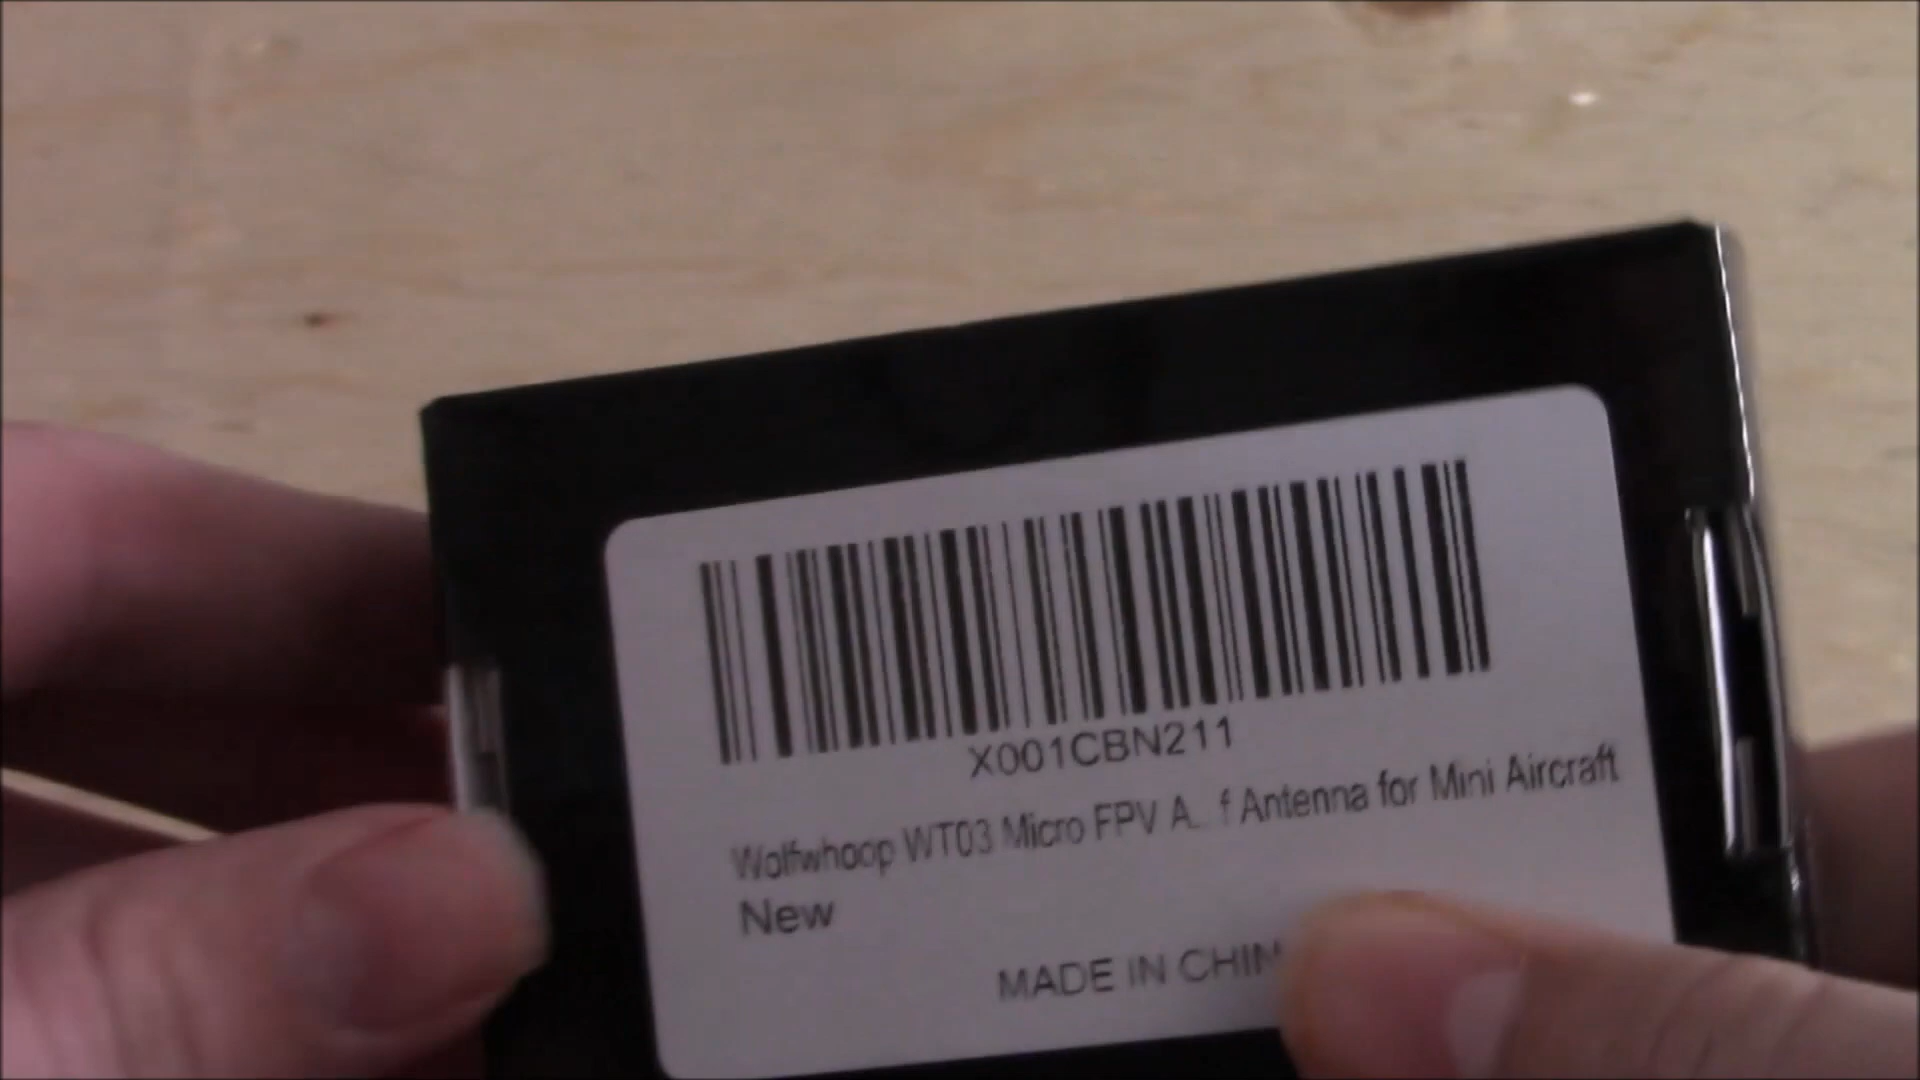 X001CBN211
Wolfwhoop WT03 Micro FPV A.. f Antenna for Mini Aircraft
New
MADE IN CHIN